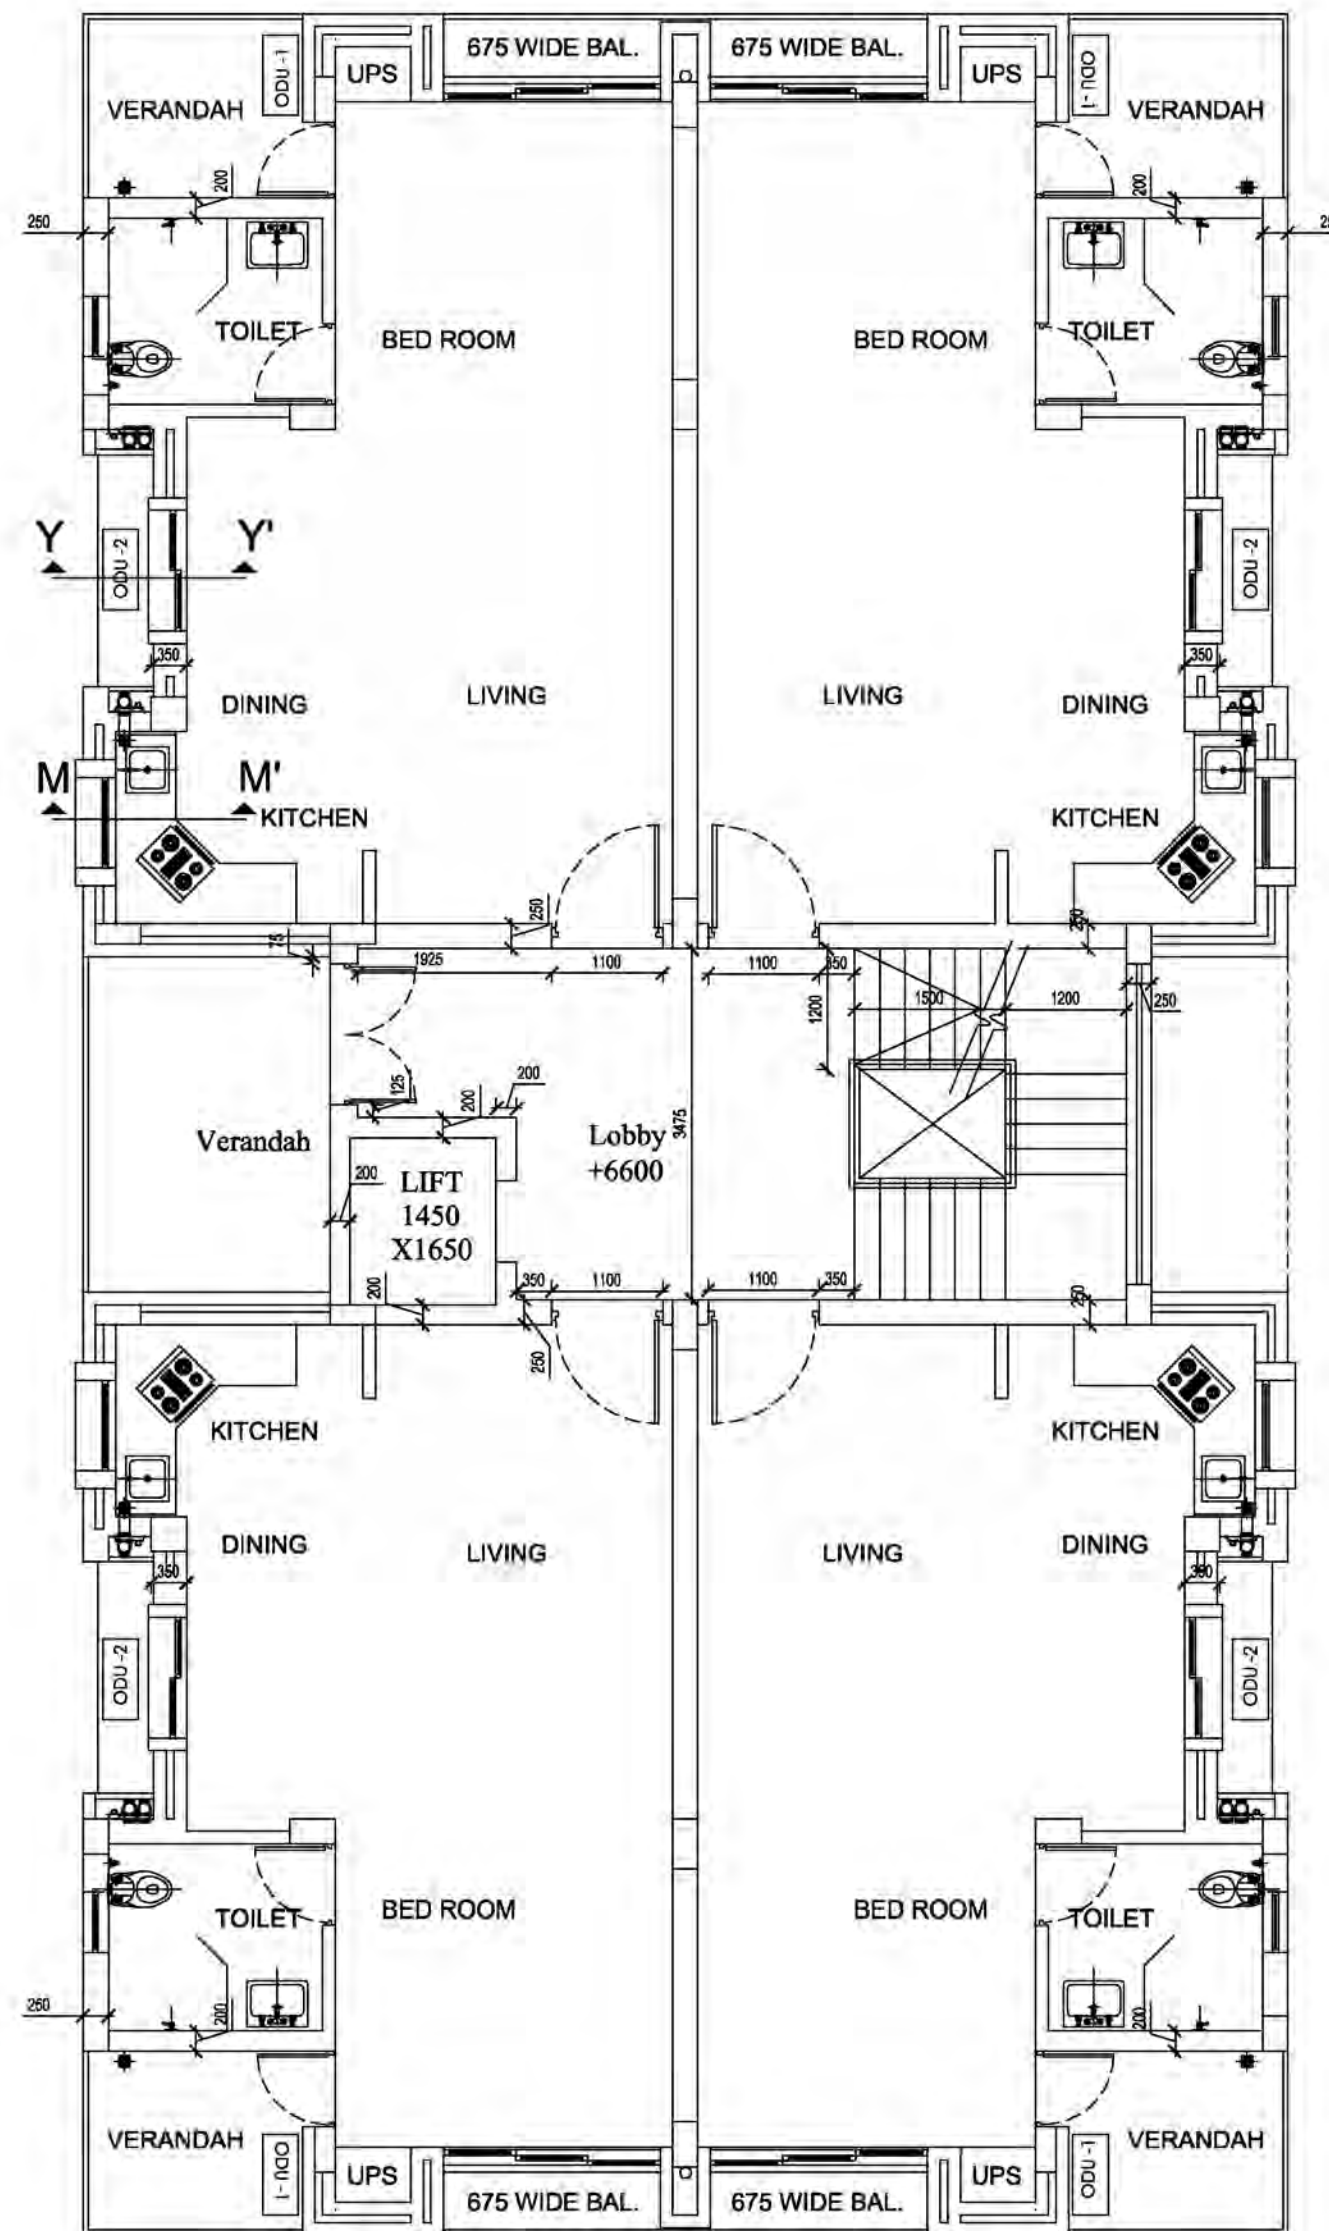 675 WIDE BAL.
675 WIDE BAL.
UPS
UPS
ODU -1
ODU -1
VERANDAH
VERANDAH
200
200
250
TOILET
BED ROOM
BED ROOM
TOILET
Y
Y'
ODU -2
ODU -2
350
350
DINING
LIVING
LIVING
DINING
M
M'
KITCHEN
KITCHEN
250
250
75
1925
1100
1100
350
1500
1200
250
1200
125
200
200
Verandah
Lobby
+6600
3475
200
LIFT
1450
X1650
200
350
1100
1100
350
250
250
KITCHEN
KITCHEN
DINING
LIVING
LIVING
DINING
350
350
ODU -2
ODU -2
BED ROOM
BED ROOM
TOILET
TOILET
250
200
200
VERANDAH
VERANDAH
ODU -1
ODU -1
UPS
UPS
675 WIDE BAL.
675 WIDE BAL.